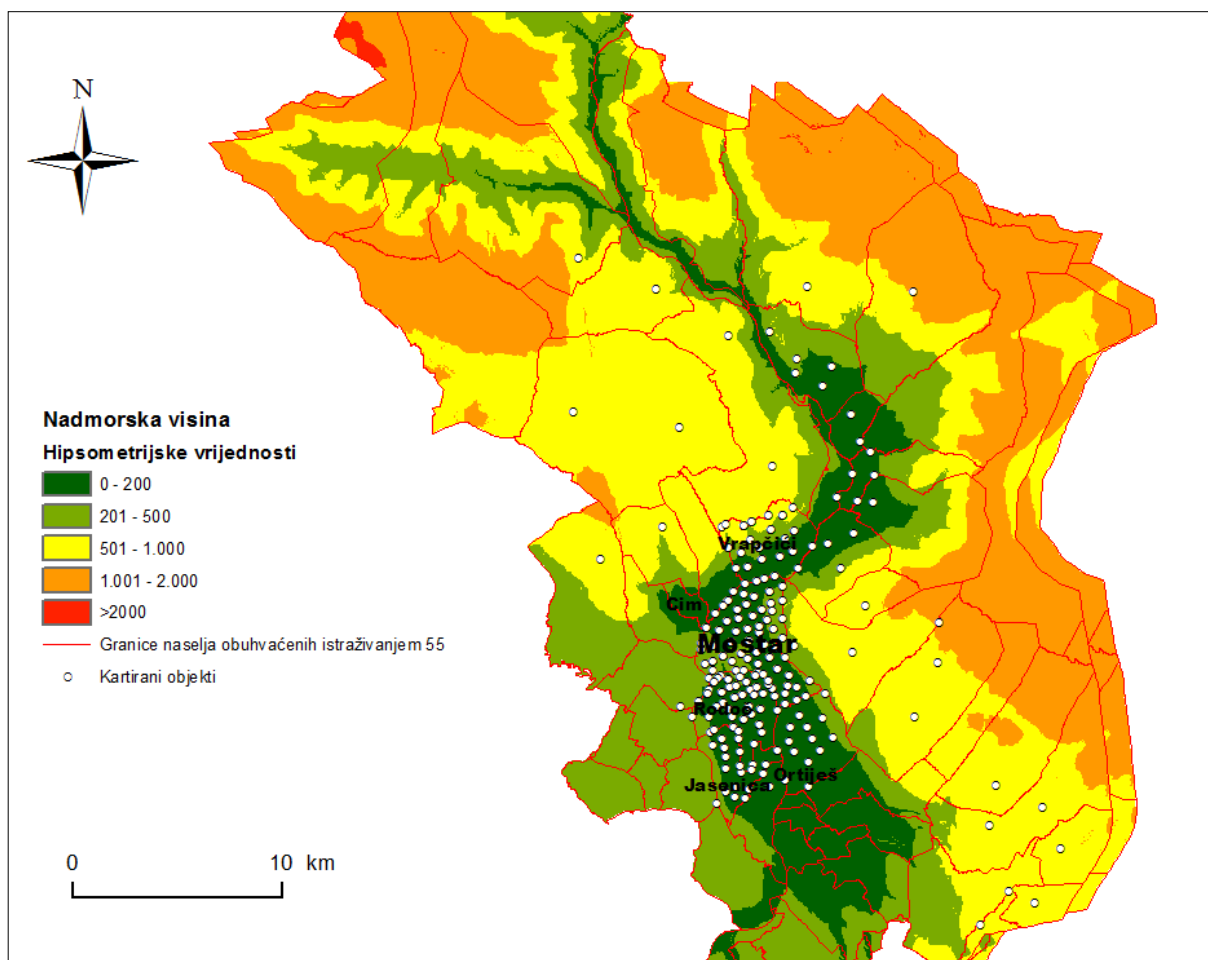 N
Nadmorska visina
Hipsometrijske vrijednosti
0 - 200
201 - 500
501 - 1.000
1.001 - 2.000
>2000
Granice naselja obuhvaćenih istraživanjem 55
Kartirani objekti
Vrapčići
Cim
Mostar
Rodoč
Ortiješ
Jasenica
0 10 km